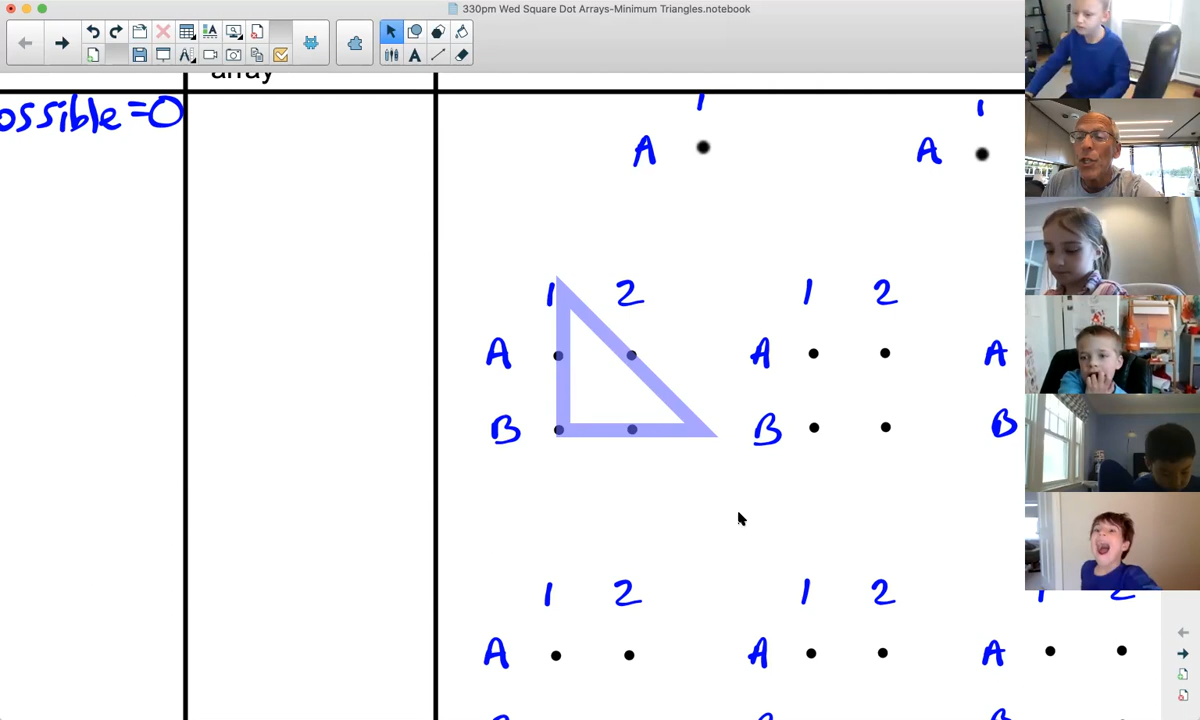 330pm Wed Square Dot Arrays-Minimum Triangles.notebook
array
ossible=0
1 1
A A
1 2 1 2
A A A
B B B
1 2 1 2
A A A